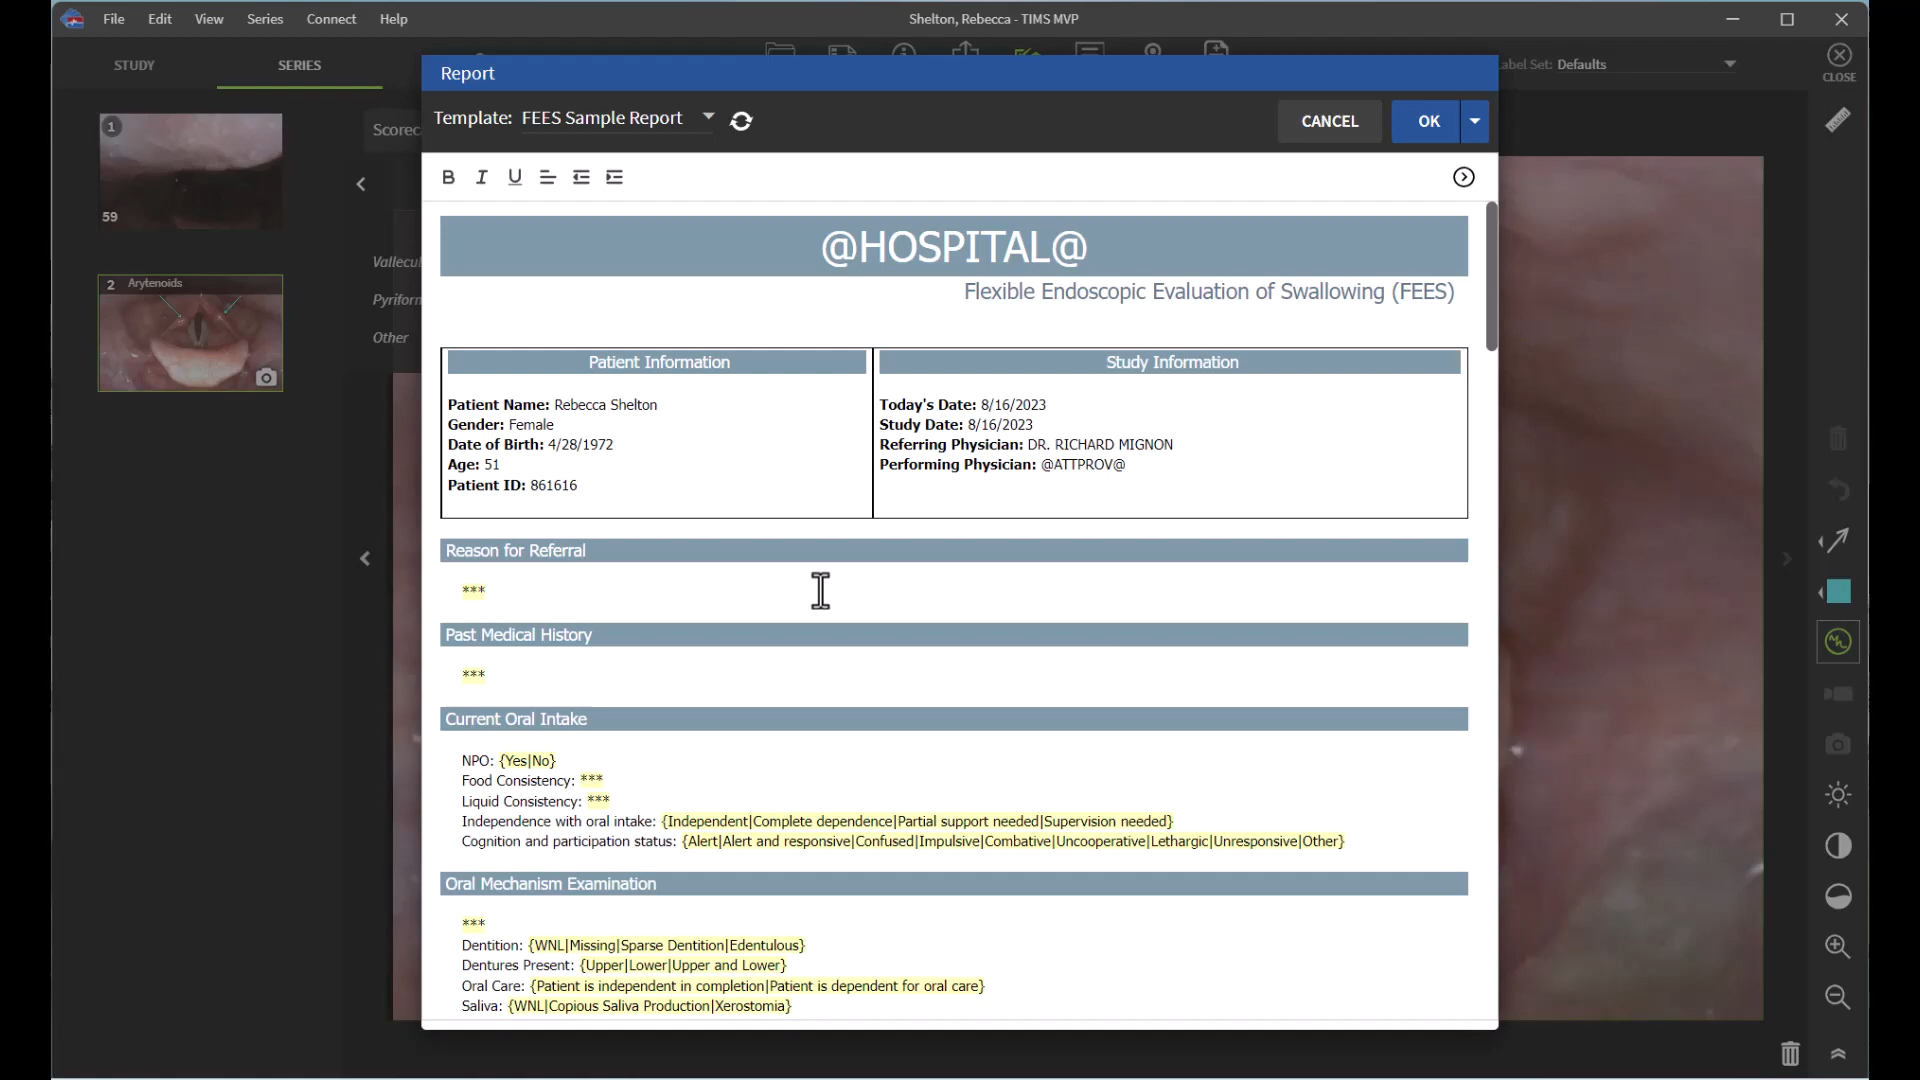 File Edit View Series Connect Help
Shelton, Rebecca - TIMS MVP
STUDY SERIES
Label Set: Defaults
CLOSE
1
59
2 Arytenoids
Report
Template: FEES Sample Report
CANCEL OK
B I U
@HOSPITAL@
Flexible Endoscopic Evaluation of Swallowing (FEES)
Patient Information
Patient Name: Rebecca Shelton
Gender: Female
Date of Birth: 4/28/1972
Age: 51
Patient ID: 861616
Study Information
Today's Date: 8/16/2023
Study Date: 8/16/2023
Referring Physician: DR. RICHARD MIGNON
Performing Physician: @ATTPROV@
Reason for Referral
***
Past Medical History
***
Current Oral Intake
NPO: {Yes|No}
Food Consistency: ***
Liquid Consistency: ***
Independence with oral intake: {Independent|Complete dependence|Partial support needed|Supervision needed}
Cognition and participation status: {Alert|Alert and responsive|Confused|Impulsive|Combative|Uncooperative|Lethargic|Unresponsive|Other}
Oral Mechanism Examination
***
Dentition: {WNL|Missing|Sparse Dentition|Edentulous}
Dentures Present: {Upper|Lower|Upper and Lower}
Oral Care: {Patient is independent in completion|Patient is dependent for oral care}
Saliva: {WNL|Copious Saliva Production|Xerostomia}
Other